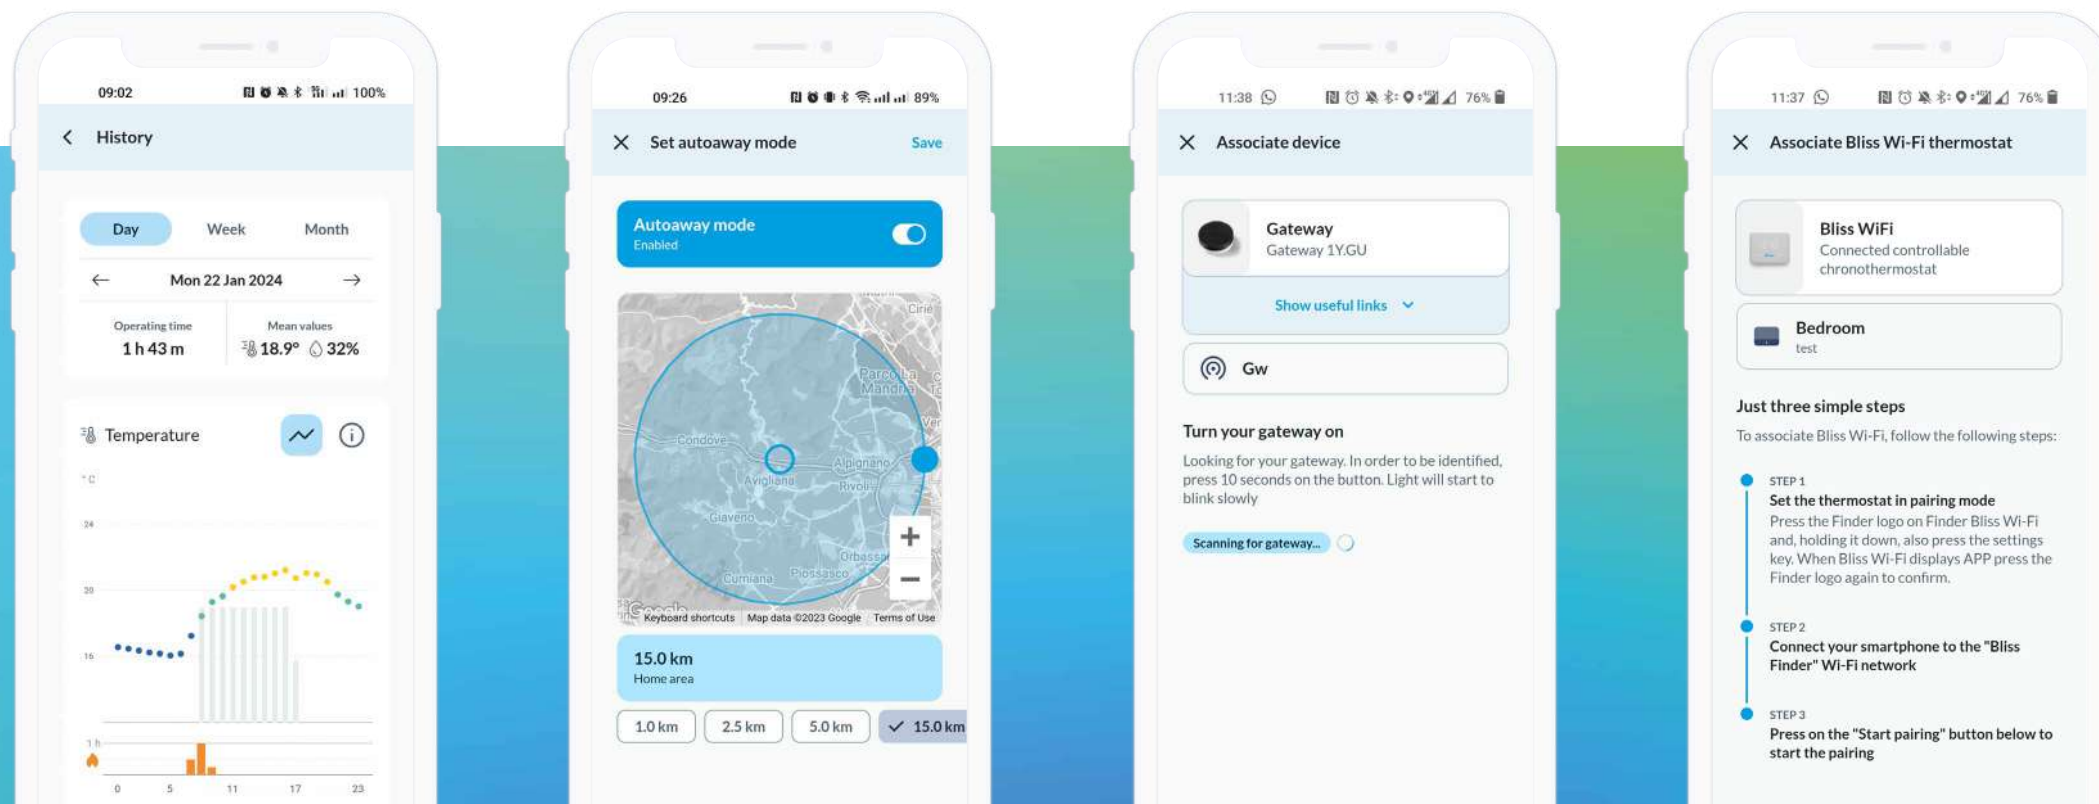 09:02
100%
History
Day
Week
Month
Mon 22 Jan 2024
Operating time
1 h 43 m
Mean values
18.9° 32%
Temperature
° C
24
20
16
1 h
0 5 11 17 23
09:26
89%
Set autoaway mode
Save
Autoaway mode
Enabled
Cirié
Parco La
Mandria
Condove
Alpignano
Avigliana
Rivoli
Giaveno
Orbassa
Cumiana
Piossasco
Google
Keyboard shortcuts
Map data ©2023 Google
Terms of Use
15.0 km
Home area
1.0 km
2.5 km
5.0 km
15.0 km
11:38
76%
Associate device
Gateway
Gateway 1Y.GU
Show useful links
Gw
Turn your gateway on
Looking for your gateway. In order to be identified,
press 10 seconds on the button. Light will start to
blink slowly
Scanning for gateway...
11:37
76%
Associate Bliss Wi-Fi thermostat
Bliss WiFi
Connected controllable
chronothermostat
Bedroom
test
Just three simple steps
To associate Bliss Wi-Fi, follow the following steps:
STEP 1
Set the thermostat in pairing mode
Press the Finder logo on Finder Bliss Wi-Fi
and, holding it down, also press the settings
key. When Bliss Wi-Fi displays APP press the
Finder logo again to confirm.
STEP 2
Connect your smartphone to the "Bliss
Finder" Wi-Fi network
STEP 3
Press on the "Start pairing" button below to
start the pairing